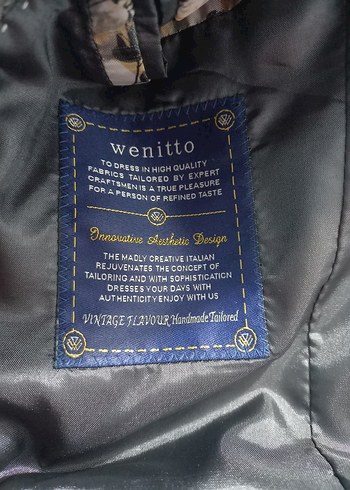 wenitto
TO DRESS IN HIGH QUALITY
FABRICS TAILORED BY EXPERT
CRAFTSMEN IS A TRUE PLEASURE
FOR A PERSON OF REFINED TASTE
Innovative Aesthetic Design
THE MADLY CREATIVE ITALIAN
REJUVENATES THE CONCEPT OF
TAILORING AND WITH SOPHISTICATION
DRESSES YOUR DAYS WITH
AUTHENTICITY ENJOY WITH US
VINTAGE FLAVOUR Handmade Tailored